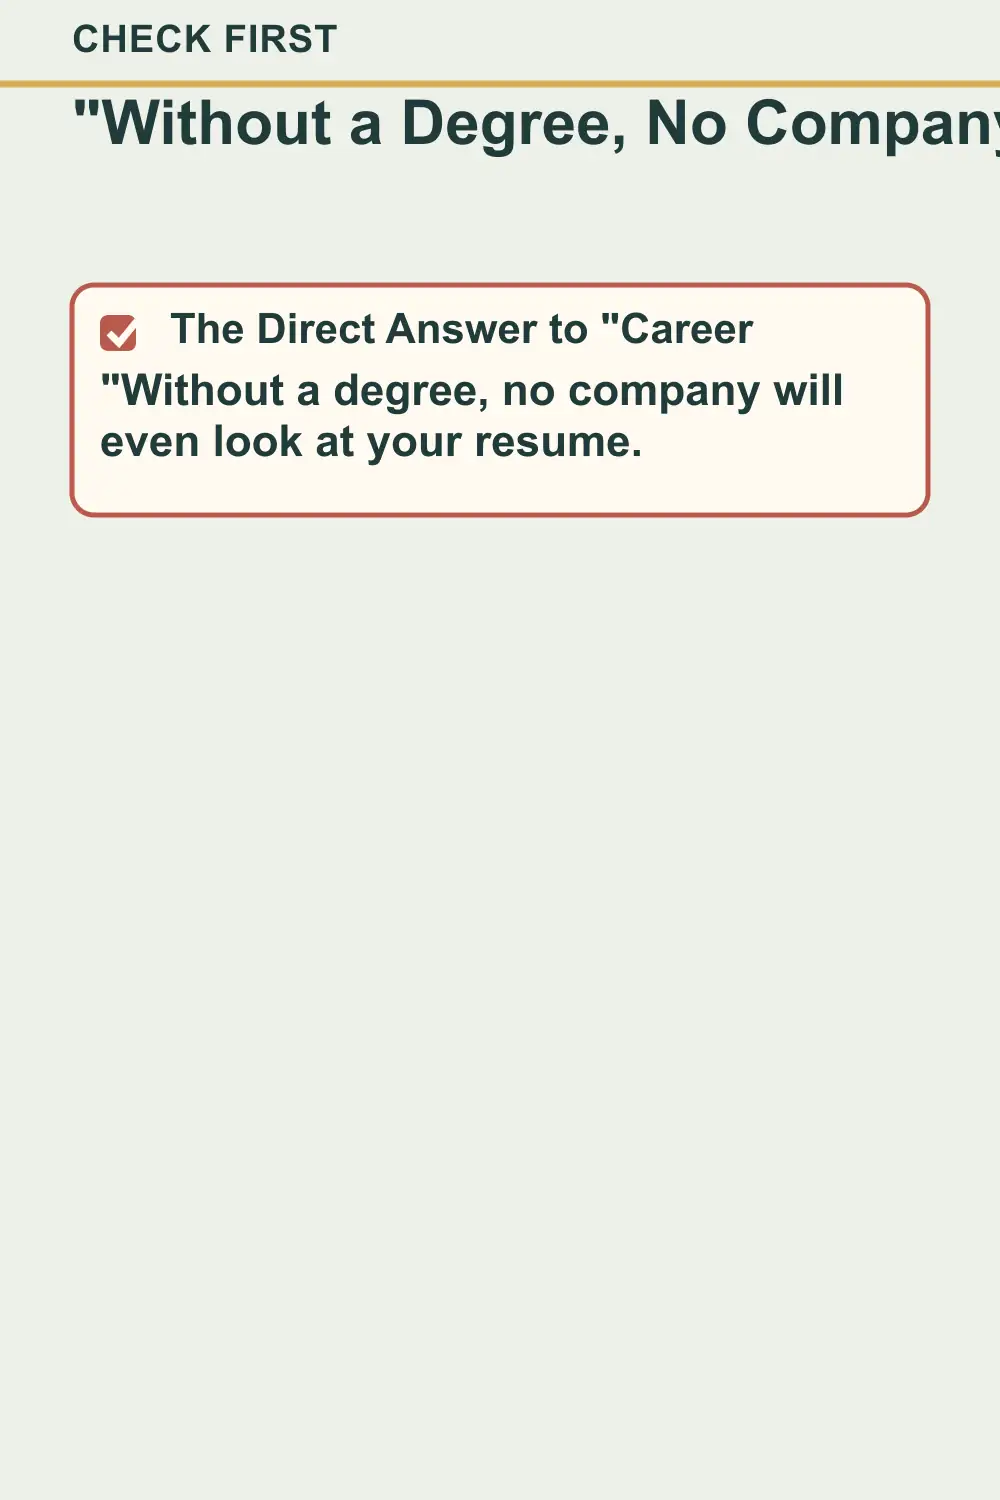 CHECK FIRST
"Without a Degree, No Company
The Direct Answer to "Career
"Without a degree, no company will
even look at your resume.